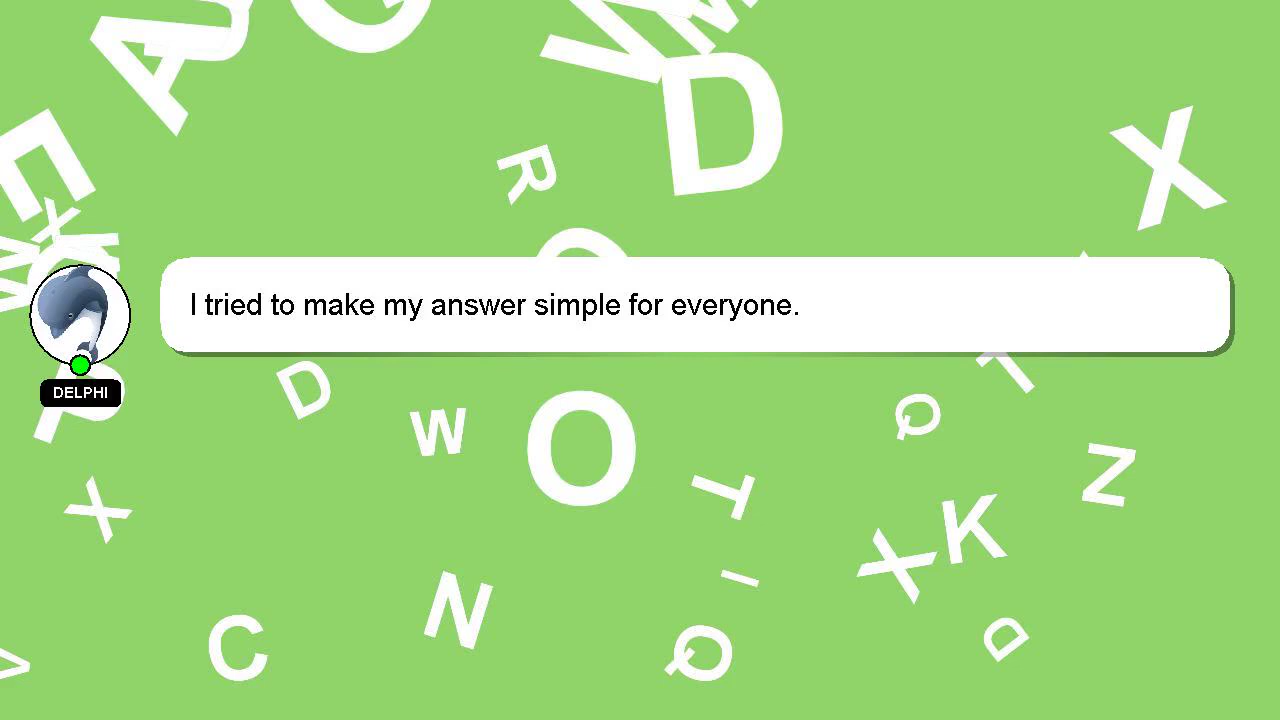 I tried to make my answer simple for everyone.
DELPHI
A
G
W
M
D
E
R
X
X
W
K
O
T
D
W
O
Q
T
Z
X
K
X
I
N
C
Q
D
V